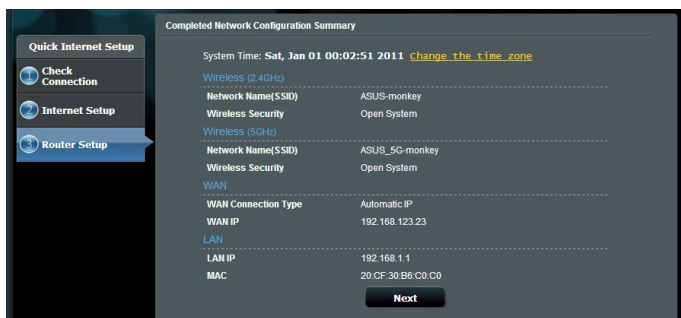 Completed Network Configuration Summary
Quick Internet Setup
1 Check Connection
2 Internet Setup
3 Router Setup
System Time: Sat, Jan 01 00:02:51 2011 Change the time zone
Wireless (2.4GHz)
Network Name(SSID) ASUS-monkey
Wireless Security Open System
Wireless (5GHz)
Network Name(SSID) ASUS_5G-monkey
Wireless Security Open System
WAN
WAN Connection Type Automatic IP
WAN IP 192.168.123.23
LAN
LAN IP 192.168.1.1
MAC 20:CF:30:B6:C0:C0
Next